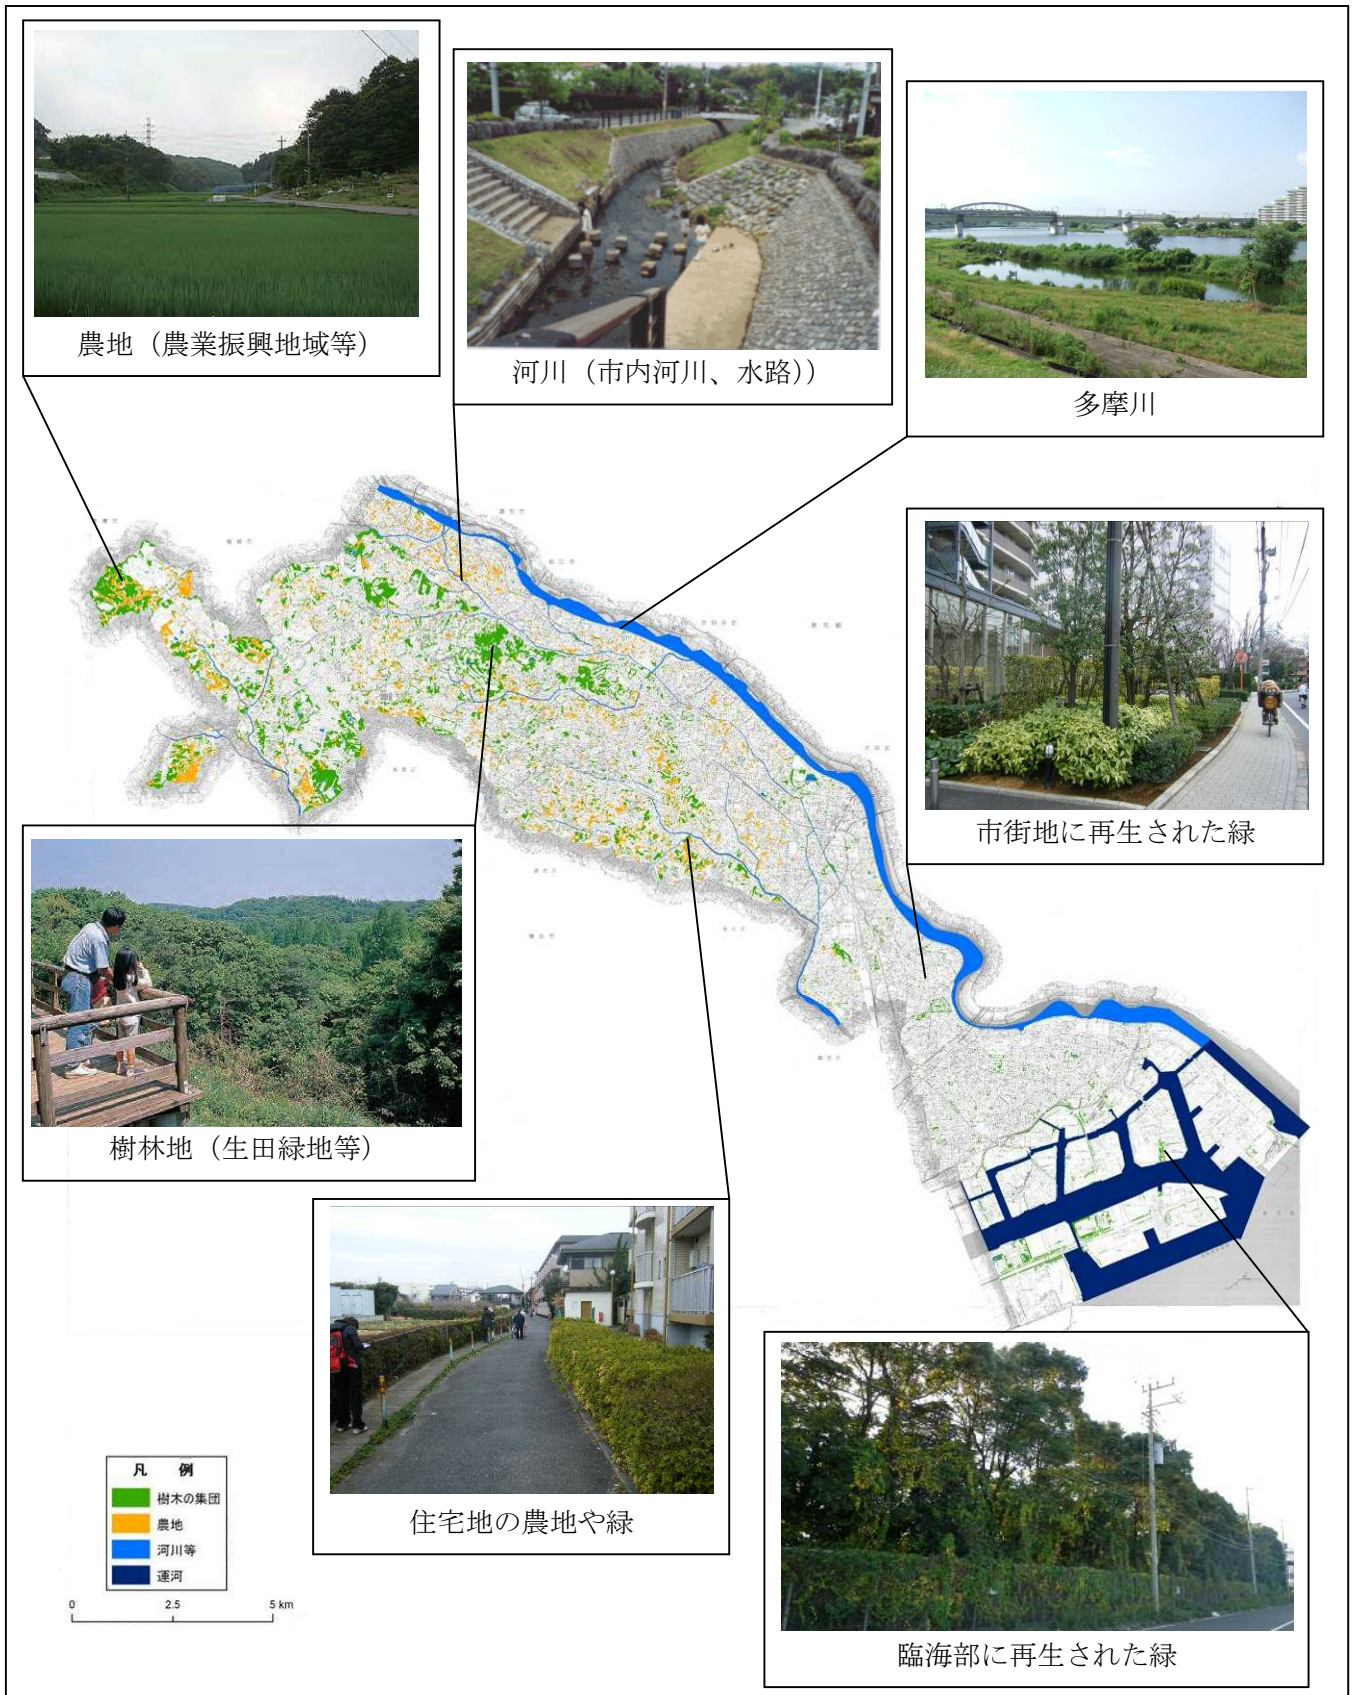 農地（農業振興地域等）
河川（市内河川、水路））
多摩川
市街地に再生された緑
樹林地（生田緑地等）
住宅地の農地や緑
臨海部に再生された緑
凡　例
樹木の集団
農地
河川等
運河
0 2.5 5 km